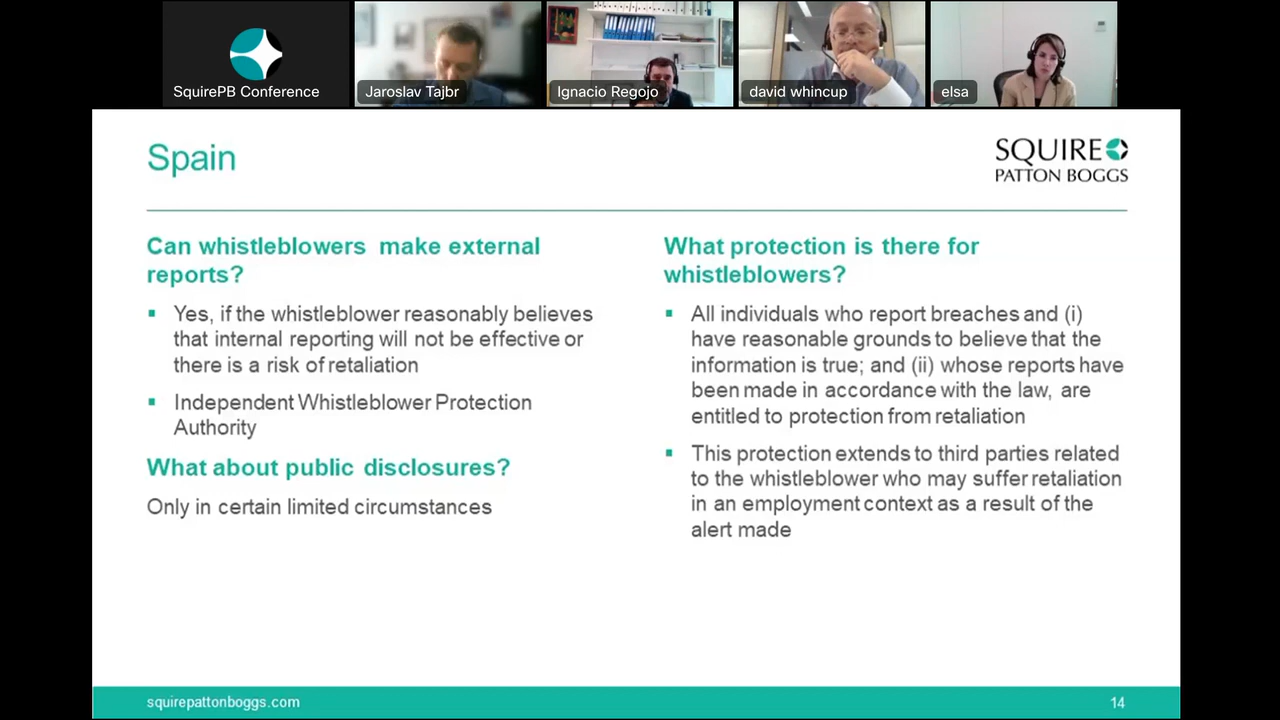 SquirePB Conference
Jaroslav Tajbr
Ignacio Regojo
david whincup
elsa
Spain
SQUIRE
PATTON BOGGS
Can whistleblowers make external
reports?
▪ Yes, if the whistleblower reasonably believes
that internal reporting will not be effective or
there is a risk of retaliation
▪ Independent Whistleblower Protection
Authority
What about public disclosures?
Only in certain limited circumstances
What protection is there for
whistleblowers?
▪ All individuals who report breaches and (i)
have reasonable grounds to believe that the
information is true; and (ii) whose reports have
been made in accordance with the law, are
entitled to protection from retaliation
▪ This protection extends to third parties related
to the whistleblower who may suffer retaliation
in an employment context as a result of the
alert made
squirepattonboggs.com
14